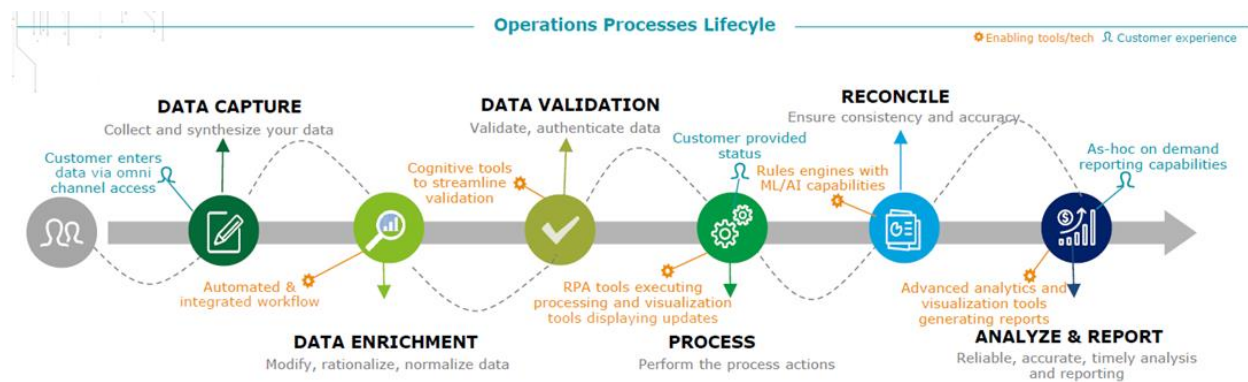 Operations Processes Lifecyle
Enabling tools/tech
Customer experience
DATA CAPTURE
Collect and synthesize your data
Customer enters
data via omni
channel access
Automated &
integrated workflow
DATA ENRICHMENT
Modify, rationalize, normalize data
DATA VALIDATION
Validate, authenticate data
Cognitive tools
to streamline
validation
RPA tools executing
processing and visualization
tools displaying updates
Customer provided
status
PROCESS
Perform the process actions
RECONCILE
Ensure consistency and accuracy
Rules engines with
ML/AI capabilities
As-hoc on demand
reporting capabilities
Advanced analytics and
visualization tools
generating reports
ANALYZE & REPORT
Reliable, accurate, timely analysis
and reporting